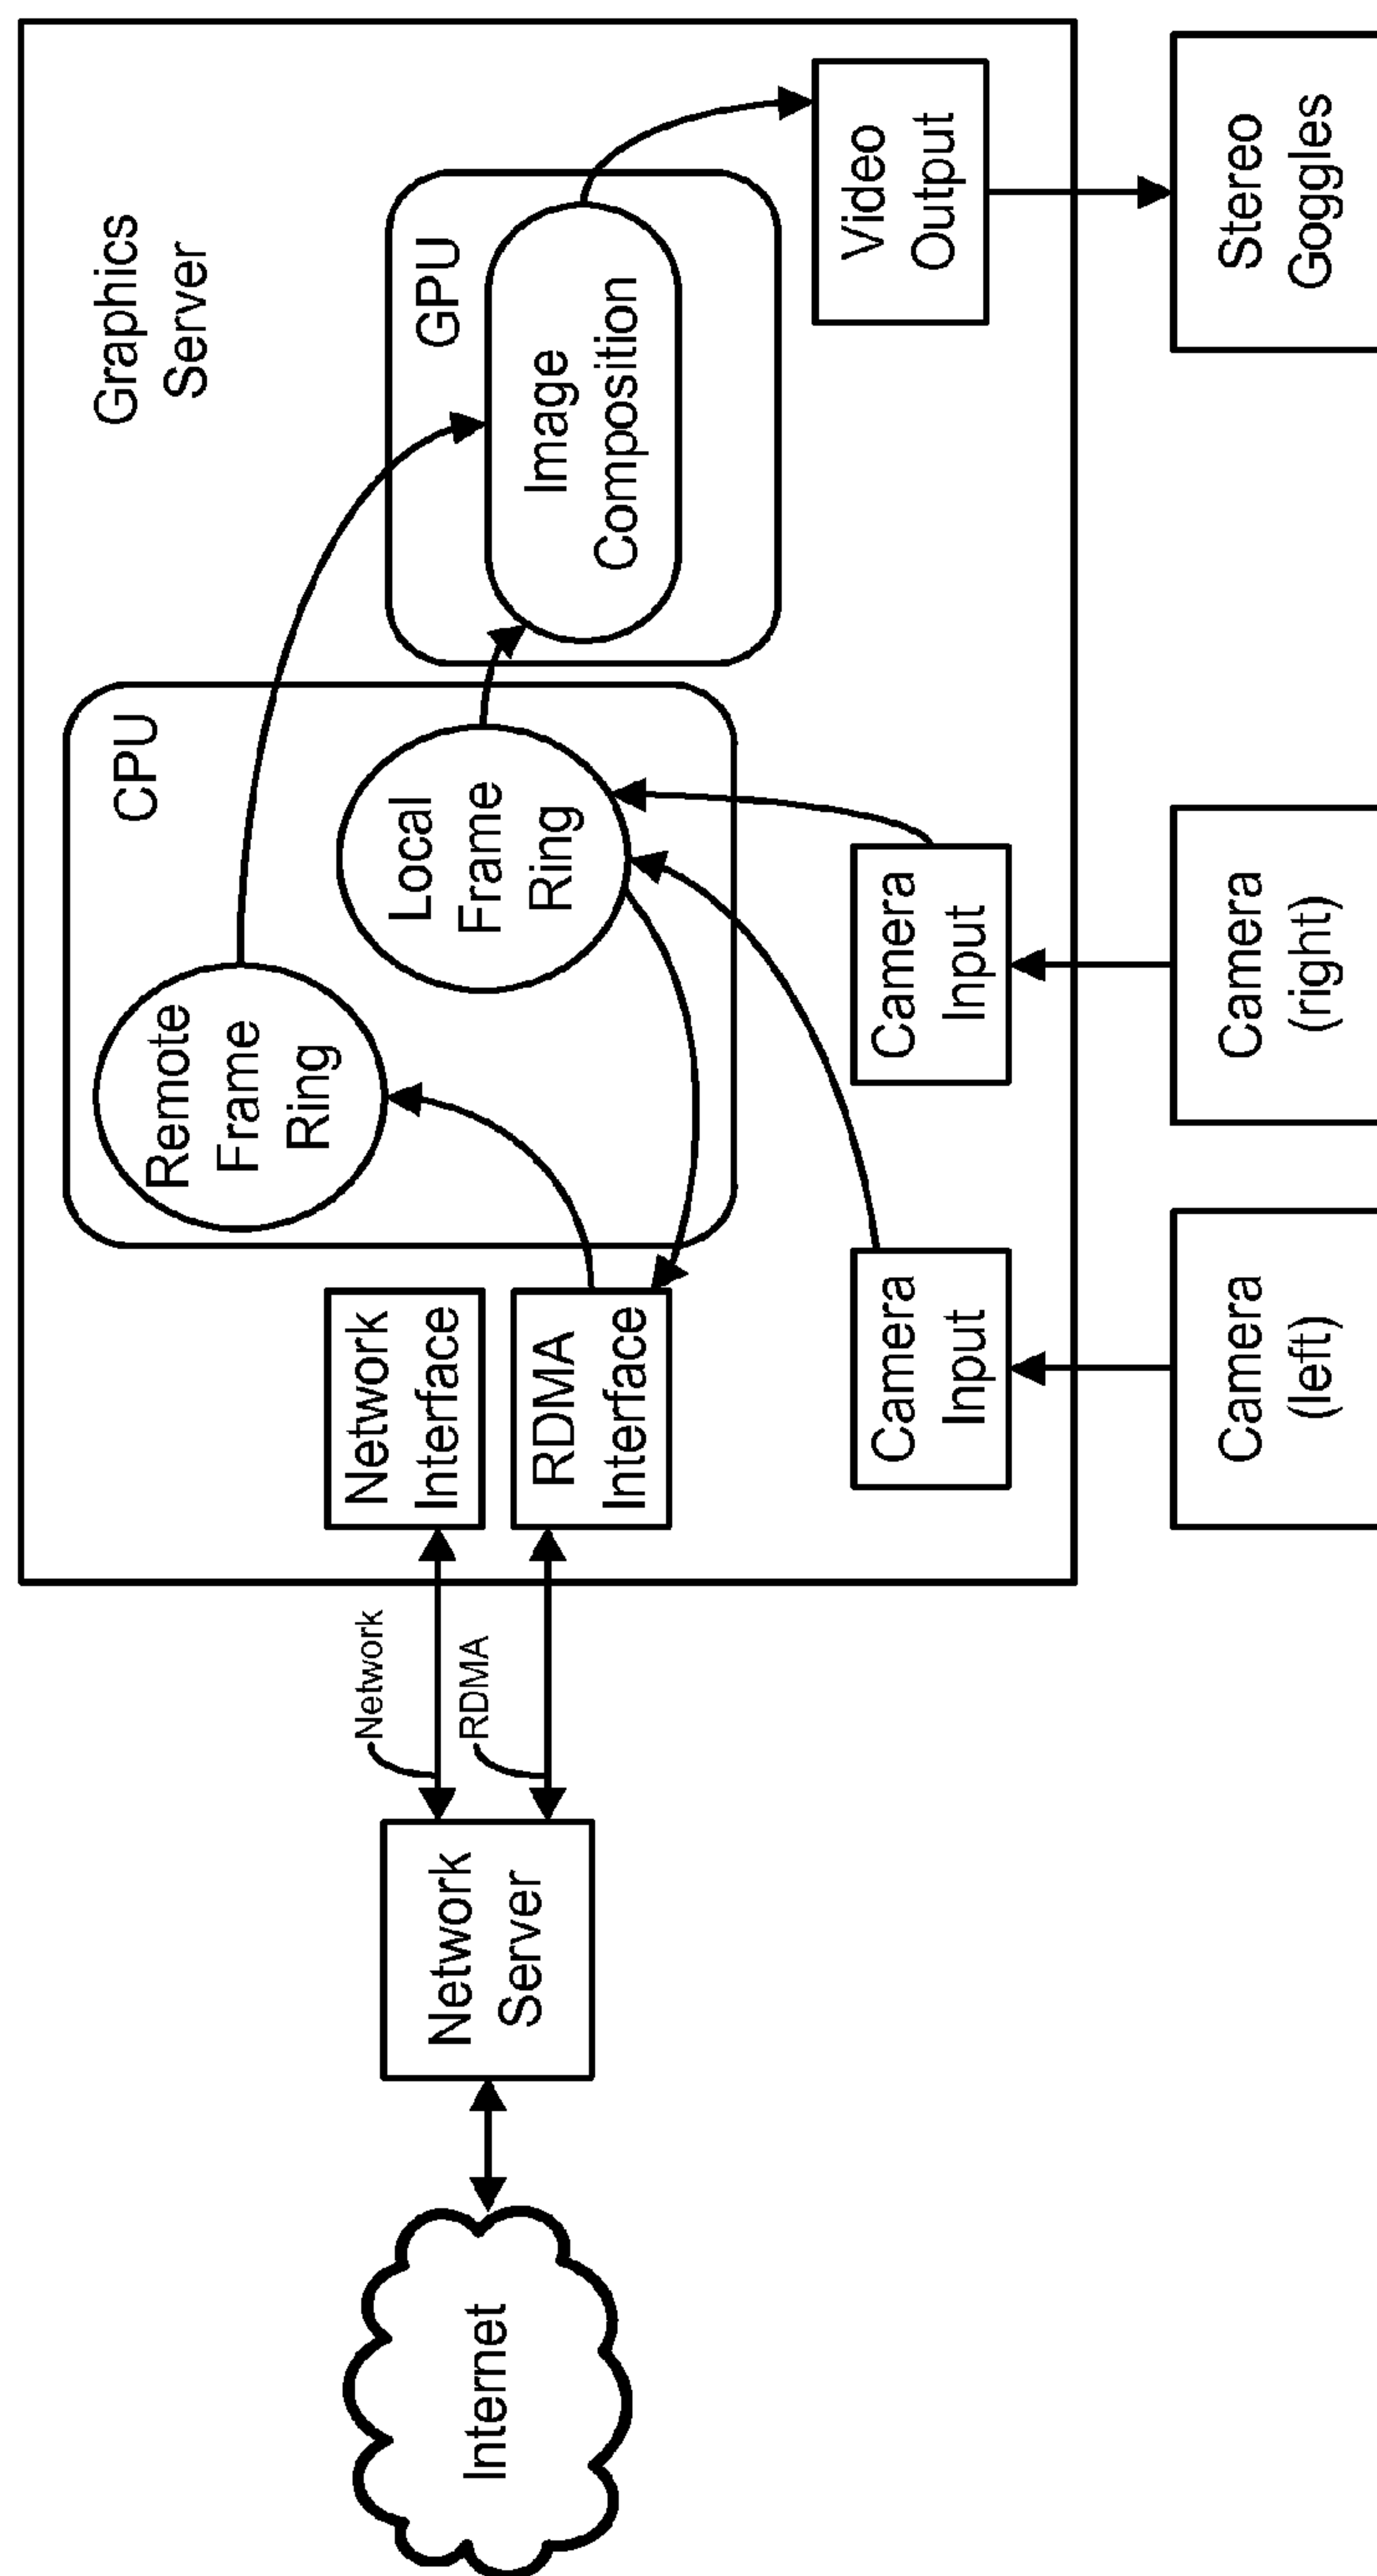 Graphics
Server
CPU
GPU
Remote
Frame
Ring
Local
Frame
Ring
Image
Composition
Network
Interface
RDMA
Interface
Network
RDMA
Network
Server
Internet
Camera
Input
Camera
Input
Video
Output
Camera
(left)
Camera
(right)
Stereo
Goggles